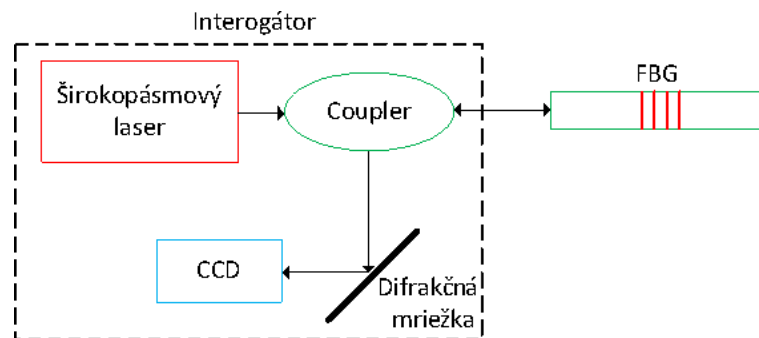 Interogátor
Širokopásmový
laser
Coupler
FBG
CCD
Difrakčná
mriežka